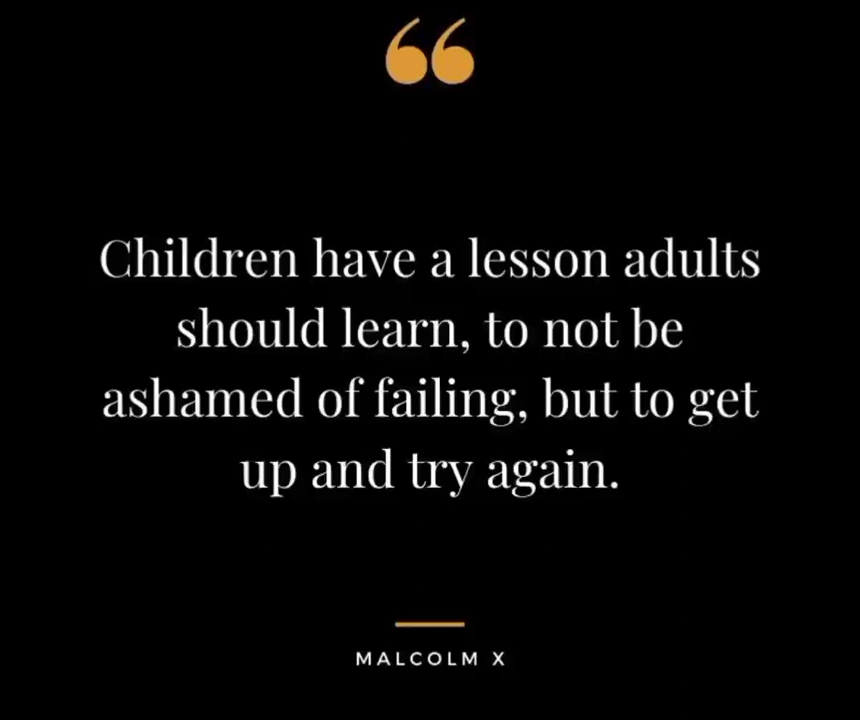 “
Children have a lesson adults
should learn, to not be
ashamed of failing, but to get
up and try again.
MALCOLM X